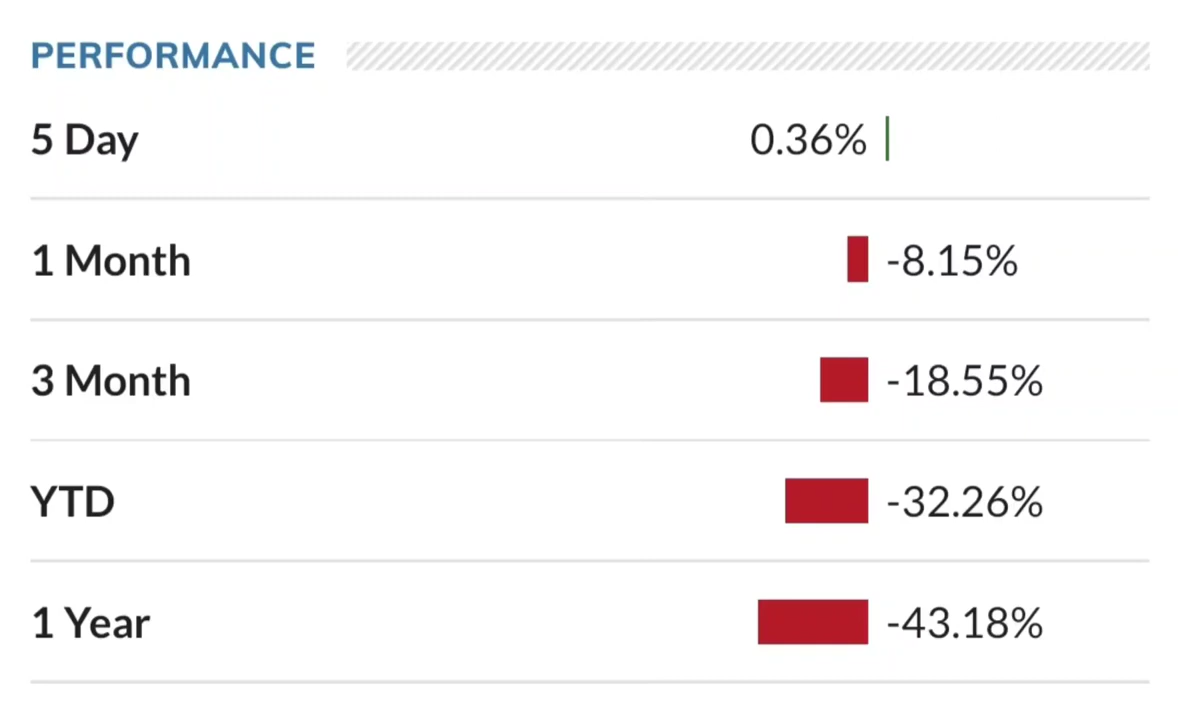 PERFORMANCE
5 Day 0.36%
1 Month -8.15%
3 Month -18.55%
YTD -32.26%
1 Year -43.18%